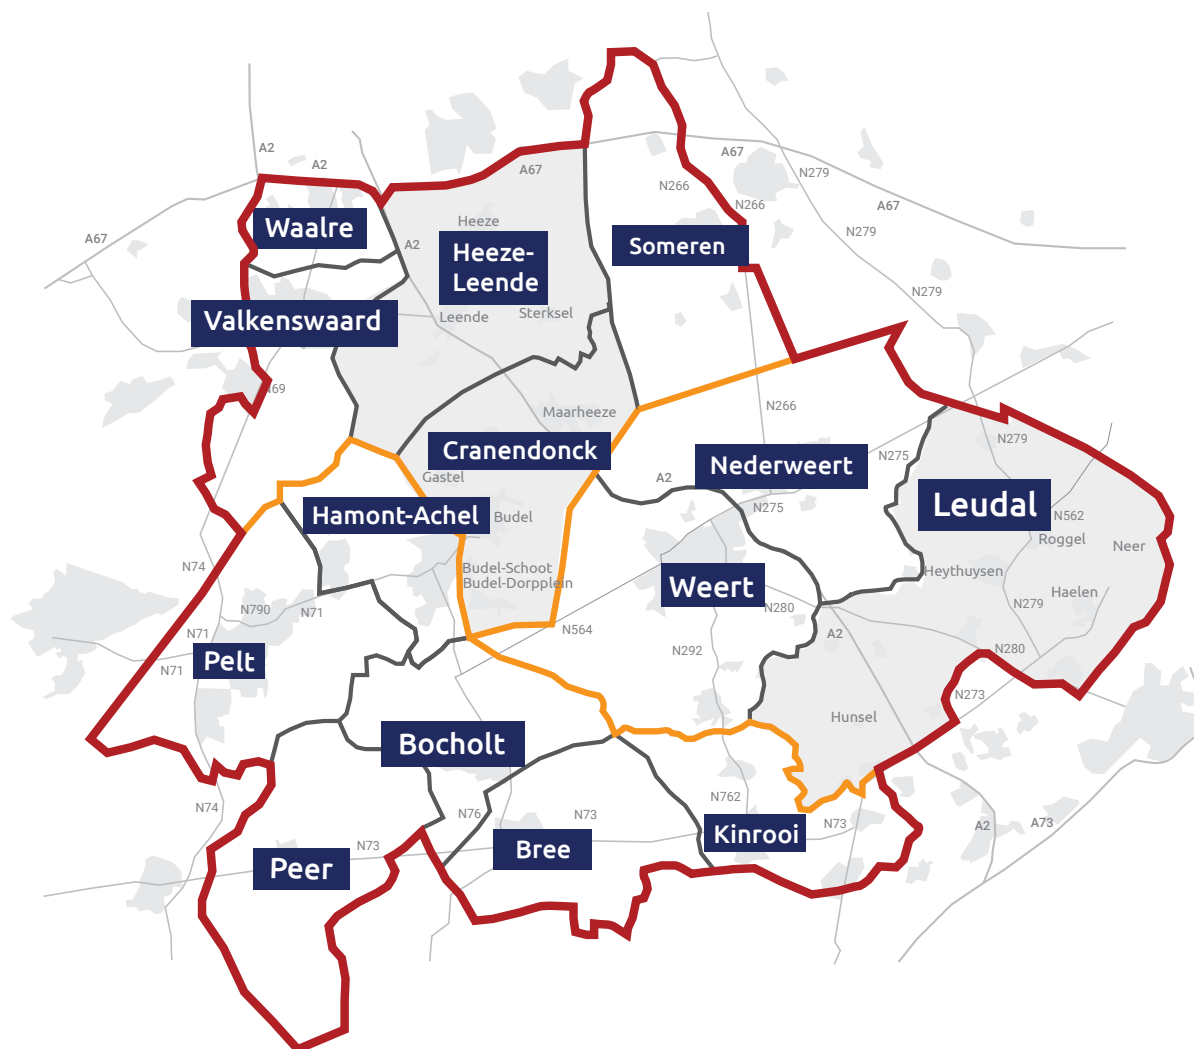 A2
A2
A67
A67
N266
N279
N266
A67
Waalre
Heeze
A67
A2
Heeze-
Leende
Someren
N279
N279
Valkenswaard
Leende
Sterksel
N69
Maarheeze
N266
N279
Cranendonck
Nederweert
N275
Gastel
A2
Leudal
Hamont-Achel
Budel
N275
N562
Roggel
Neer
N74
Budel-Schoot
Budel-Dorpplein
Heythuysen
Weert
Haelen
N790
N71
N280
N279
N71
N564
A2
N292
N280
Pelt
N71
N273
Hunsel
Bocholt
N74
N76
N73
N762
N73
A2
A73
Kinrooi
N73
Bree
Peer